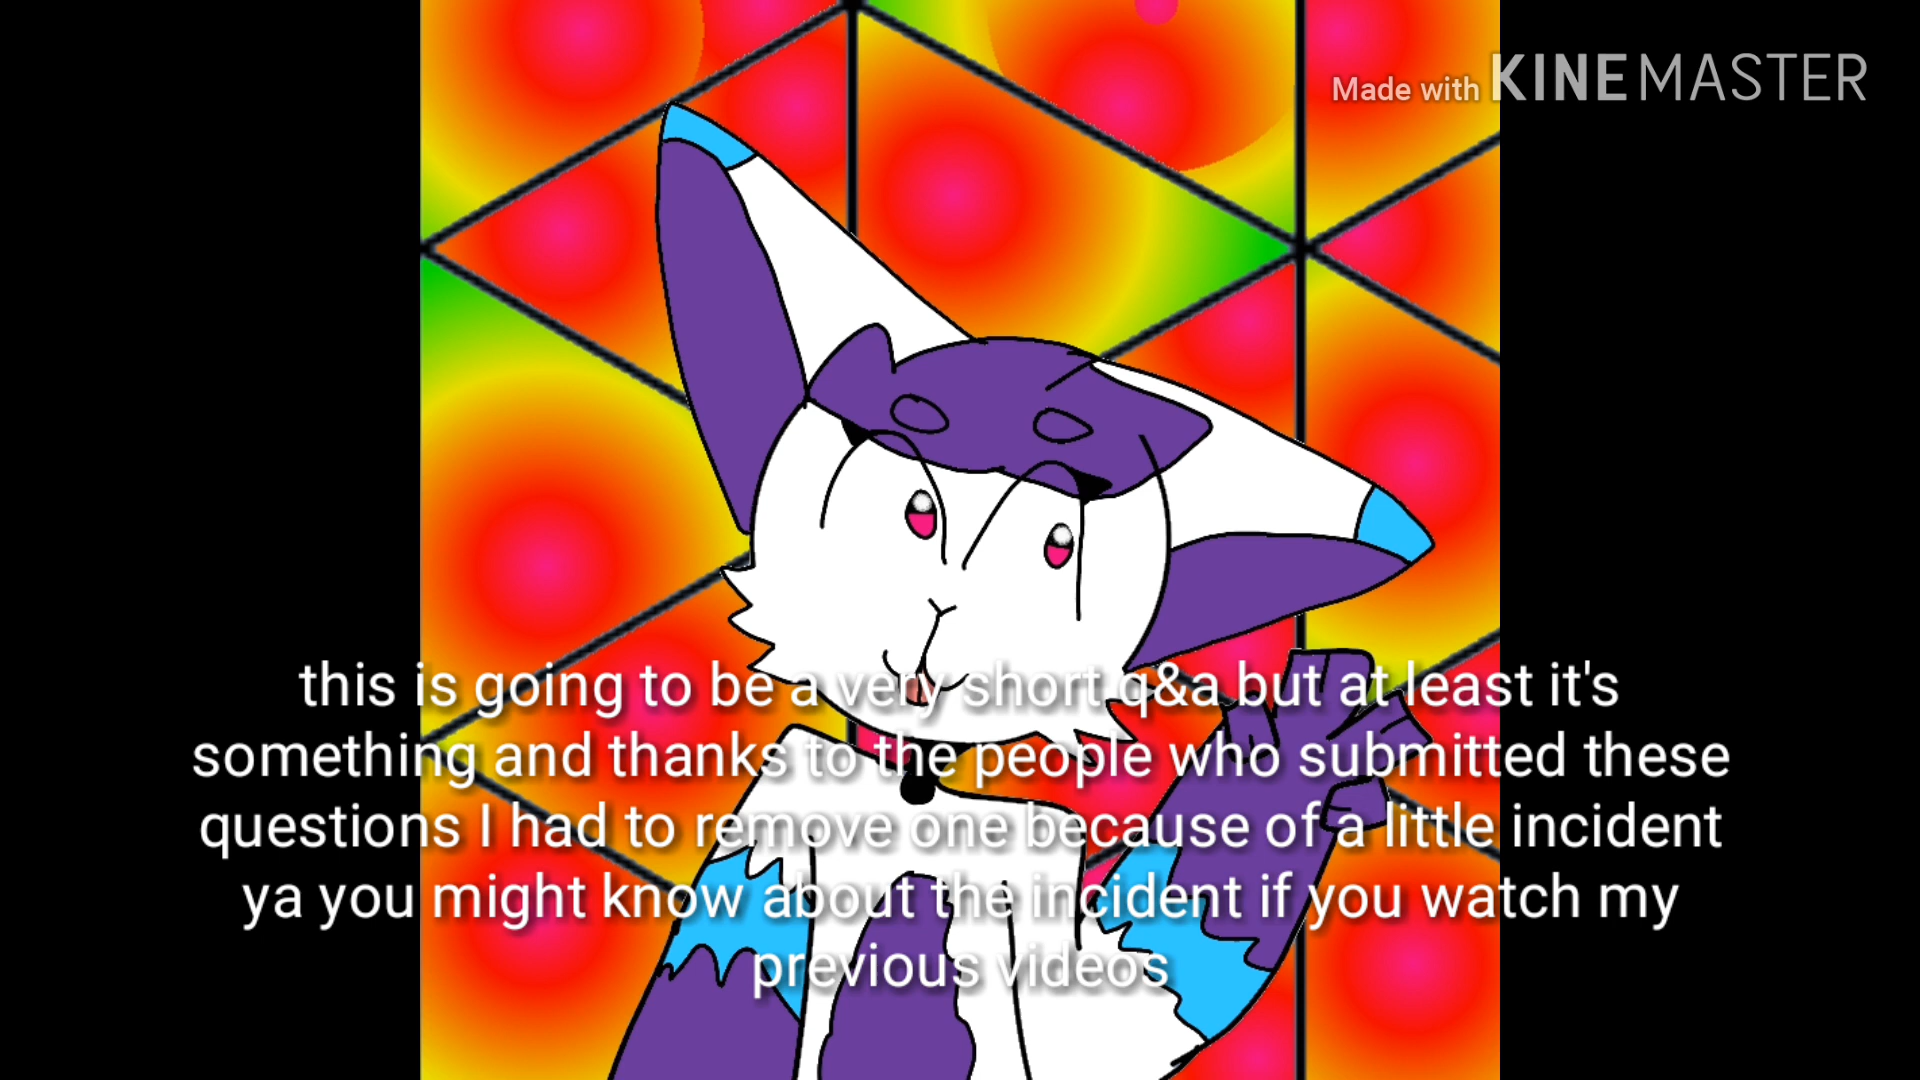 Made with KINEMASTER
this is going to be a very short q&a but at least it's
something and thanks to the people who submitted these
questions I had to remove one because of a little incident
ya you might know about the incident if you watch my
previous videos